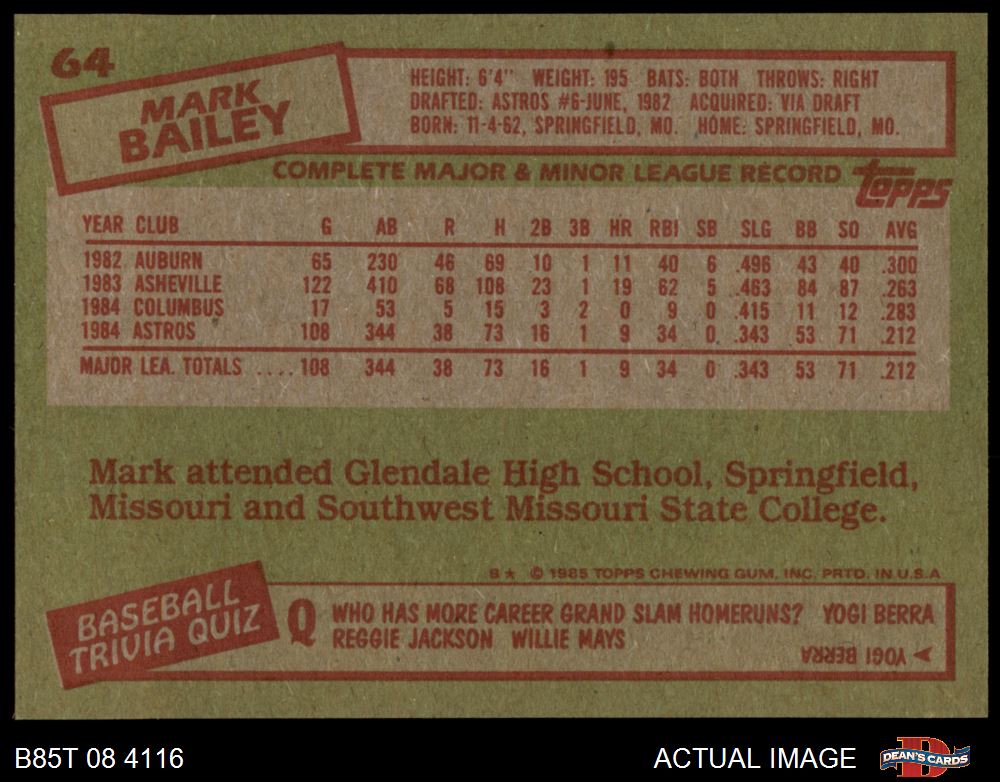 64
MARK
BAILEY
HEIGHT: 6'4" WEIGHT: 195 BATS: BOTH THROWS: RIGHT
DRAFTED: ASTROS #6-JUNE, 1982 ACQUIRED: VIA DRAFT
BORN: 11-4-62, SPRINGFIELD, MO. HOME: SPRINGFIELD, MO.
COMPLETE MAJOR & MINOR LEAGUE RECORD topps
YEAR CLUB G AB R H 2B 3B HR RBI SB SLG BB SO AVG
1982 AUBURN 65 230 46 69 10 1 11 40 6 .496 43 40 .300
1983 ASHEVILLE 122 410 68 108 23 1 19 62 5 .463 84 87 .263
1984 COLUMBUS 17 53 5 15 3 2 0 9 0 .415 11 12 .283
1984 ASTROS 108 344 38 73 16 1 9 34 0 .343 53 71 .212
MAJOR LEA. TOTALS .... 108 344 38 73 16 1 9 34 0 .343 53 71 .212
Mark attended Glendale High School, Springfield,
Missouri and Southwest Missouri State College.
B★ © 1985 TOPPS CHEWING GUM, INC. PRTD. IN U.S.A
BASEBALL
TRIVIA QUIZ
Q WHO HAS MORE CAREER GRAND SLAM HOMERUNS? YOGI BERRA
REGGIE JACKSON WILLIE MAYS
YOGI BERRA
B85T 08 4116
ACTUAL IMAGE
D
DEAN'S CARDS